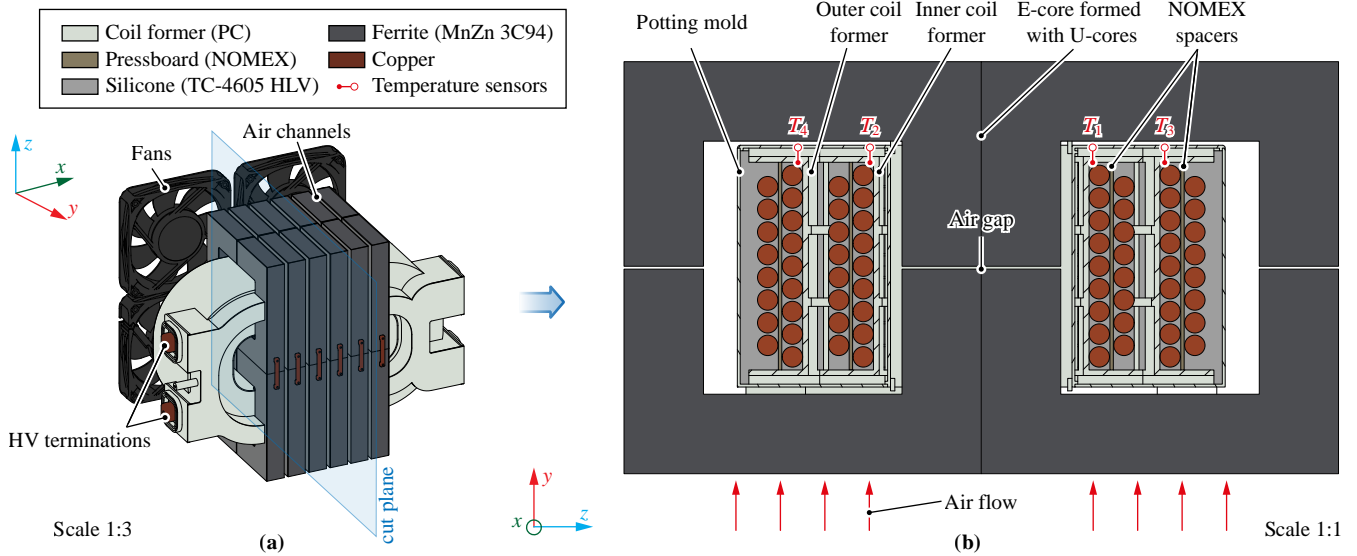 Coil former (PC)
Pressboard (NOMEX)
Silicone (TC-4605 HLV)
Ferrite (MnZn 3C94)
Copper
Temperature sensors
z
x
y
Fans
Air channels
HV terminations
cut plane
Scale 1:3
(a)
y
x
z
Potting mold
Outer coil
former
Inner coil
former
E-core formed
with U-cores
NOMEX
spacers
T4
T2
T1
T3
Air gap
Air flow
(b)
Scale 1:1